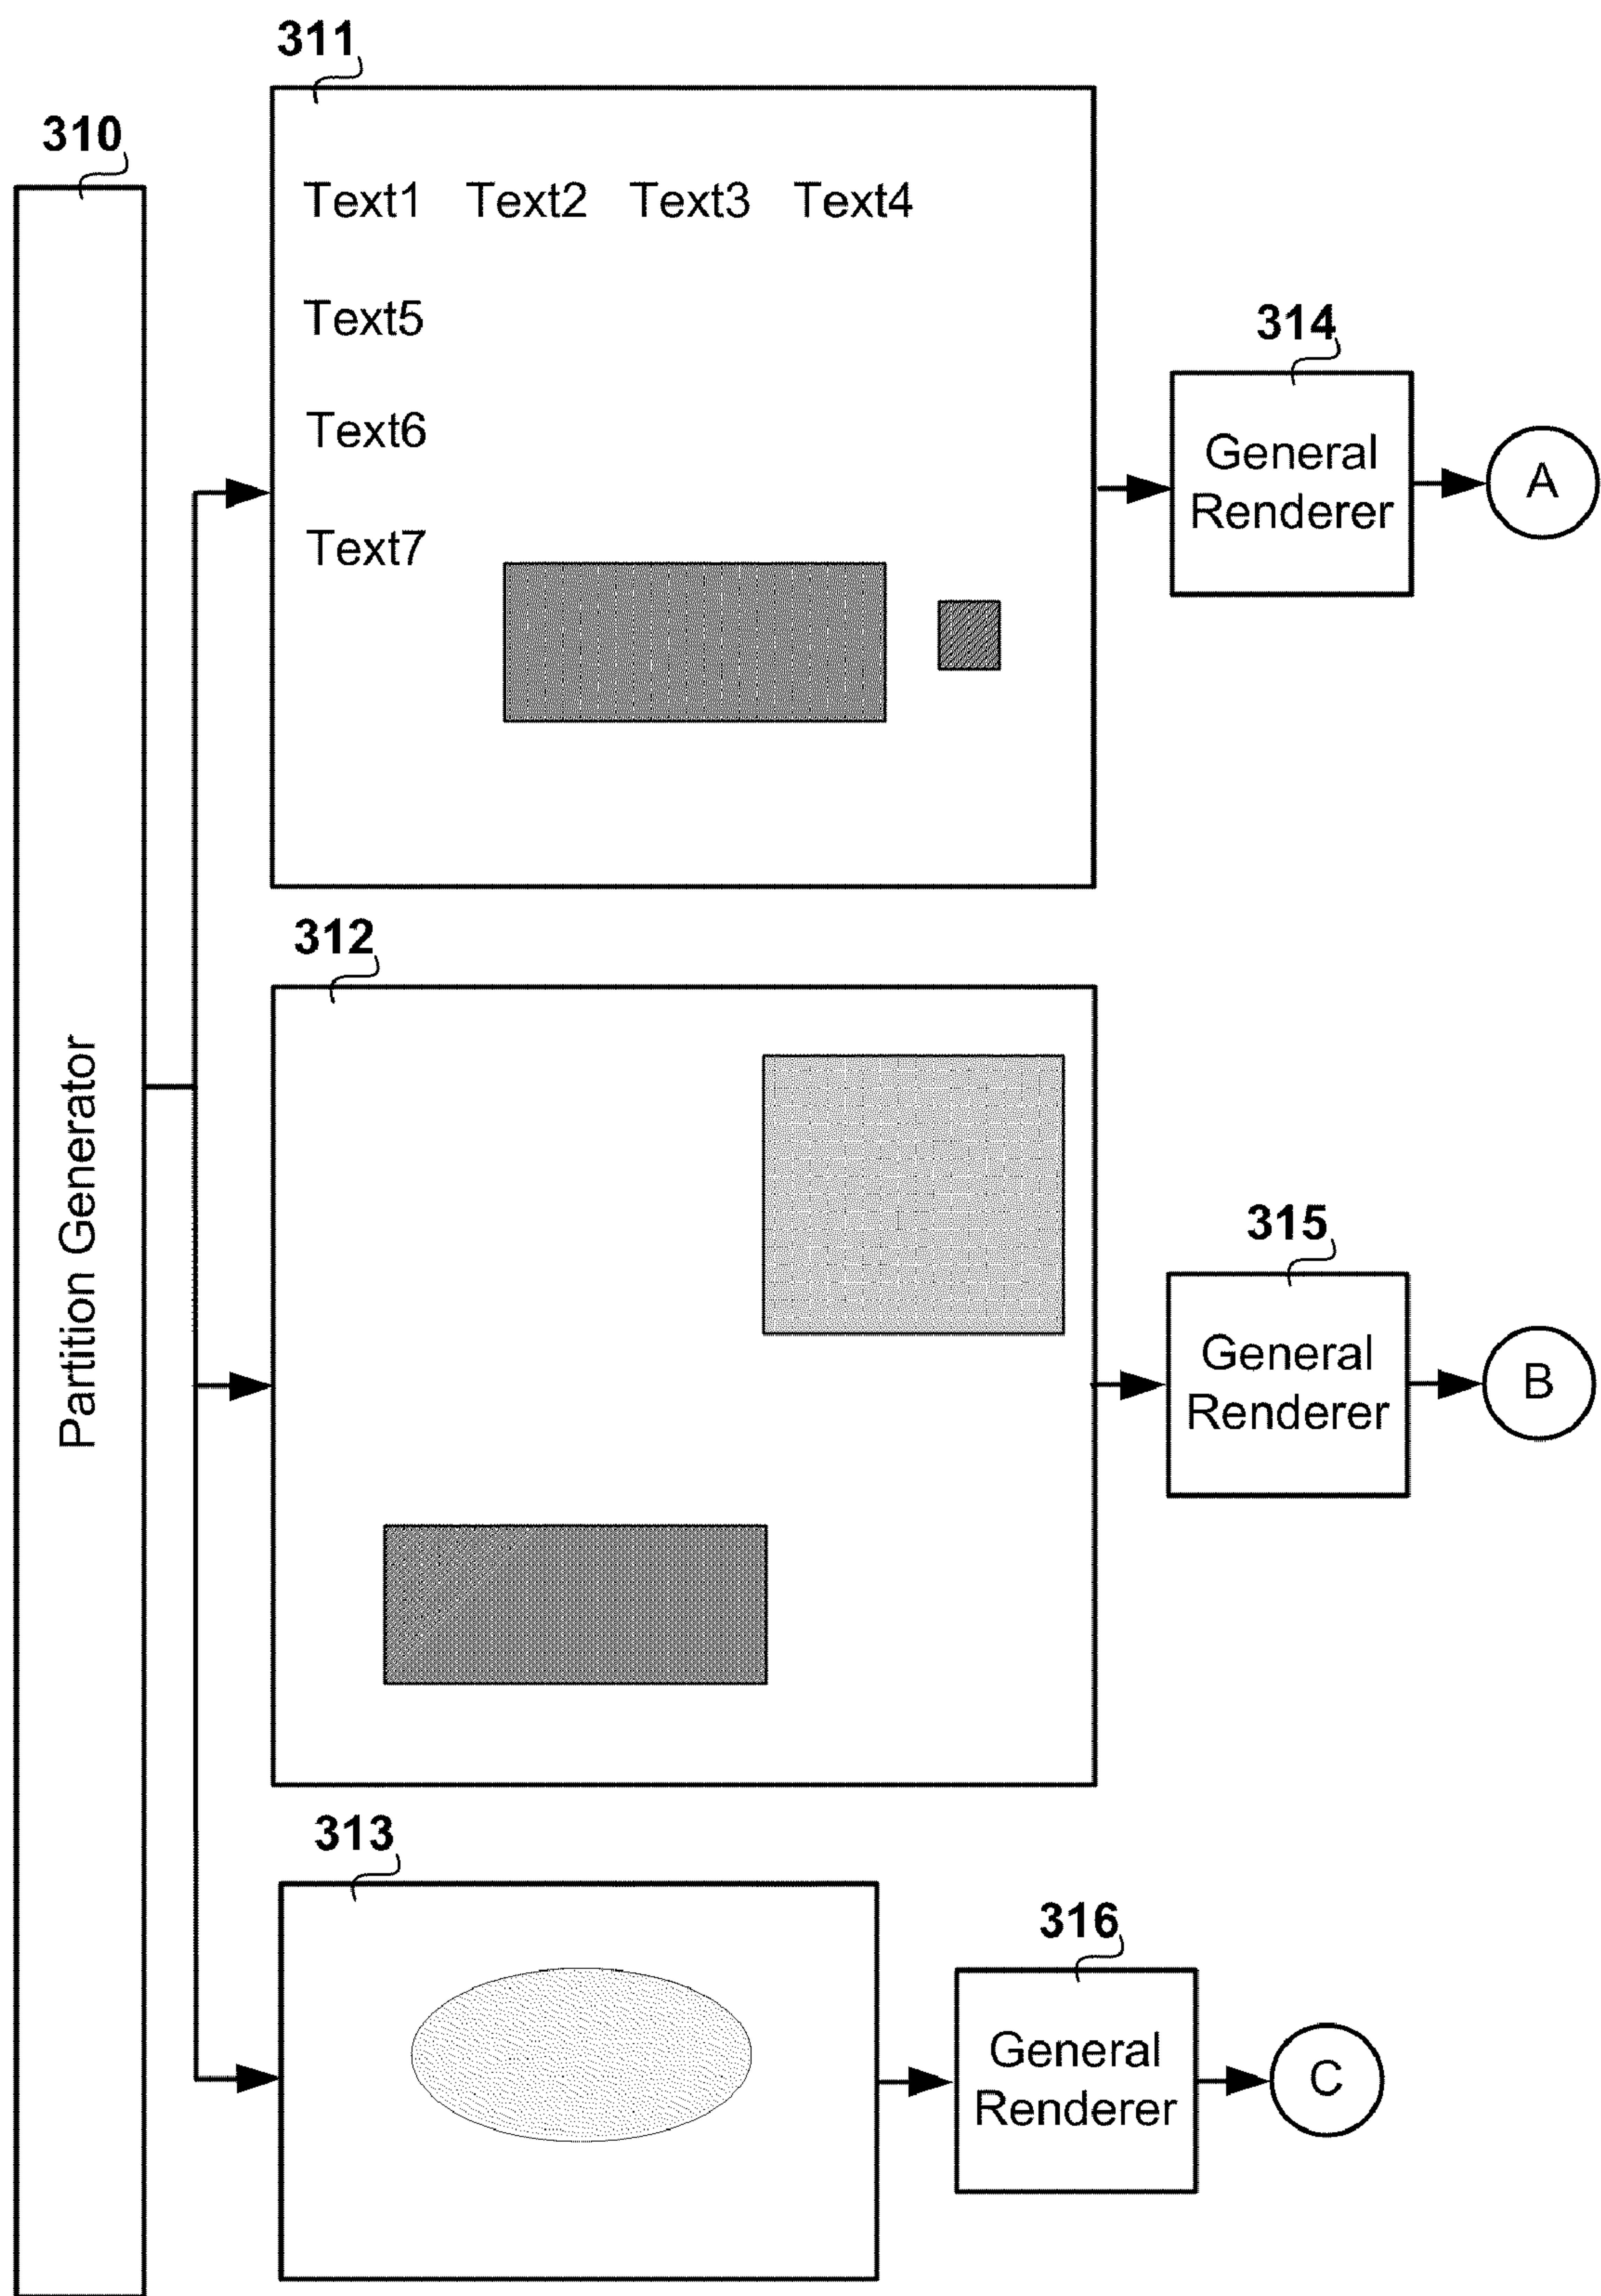 311
310
Text1 Text2 Text3 Text4
Text5
314
Text6
General
Renderer
A
Text7
312
Partition Generator
315
General
Renderer
B
313
316
General
Renderer
C